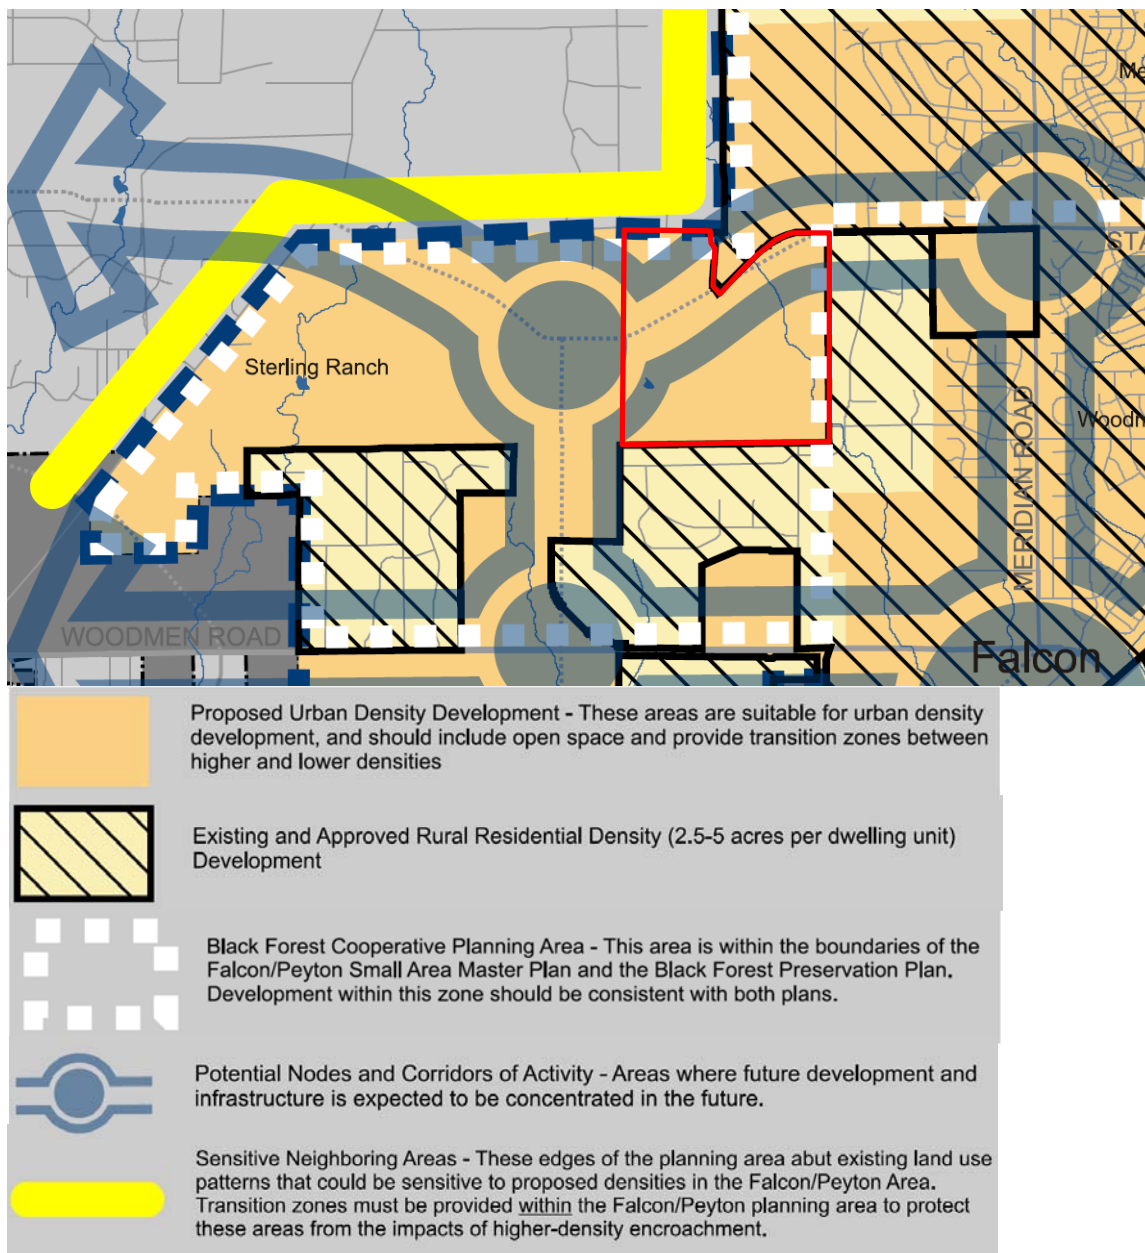 Me
STA
Sterling Ranch
MERIDIAN ROAD
Woodm
WOODMEN ROAD
Falcon
Proposed Urban Density Development - These areas are suitable for urban density
development, and should include open space and provide transition zones between
higher and lower densities
Existing and Approved Rural Residential Density (2.5-5 acres per dwelling unit)
Development
Black Forest Cooperative Planning Area - This area is within the boundaries of the
Falcon/Peyton Small Area Master Plan and the Black Forest Preservation Plan.
Development within this zone should be consistent with both plans.
Potential Nodes and Corridors of Activity - Areas where future development and
infrastructure is expected to be concentrated in the future.
Sensitive Neighboring Areas - These edges of the planning area abut existing land use
patterns that could be sensitive to proposed densities in the Falcon/Peyton Area.
Transition zones must be provided within the Falcon/Peyton planning area to protect
these areas from the impacts of higher-density encroachment.